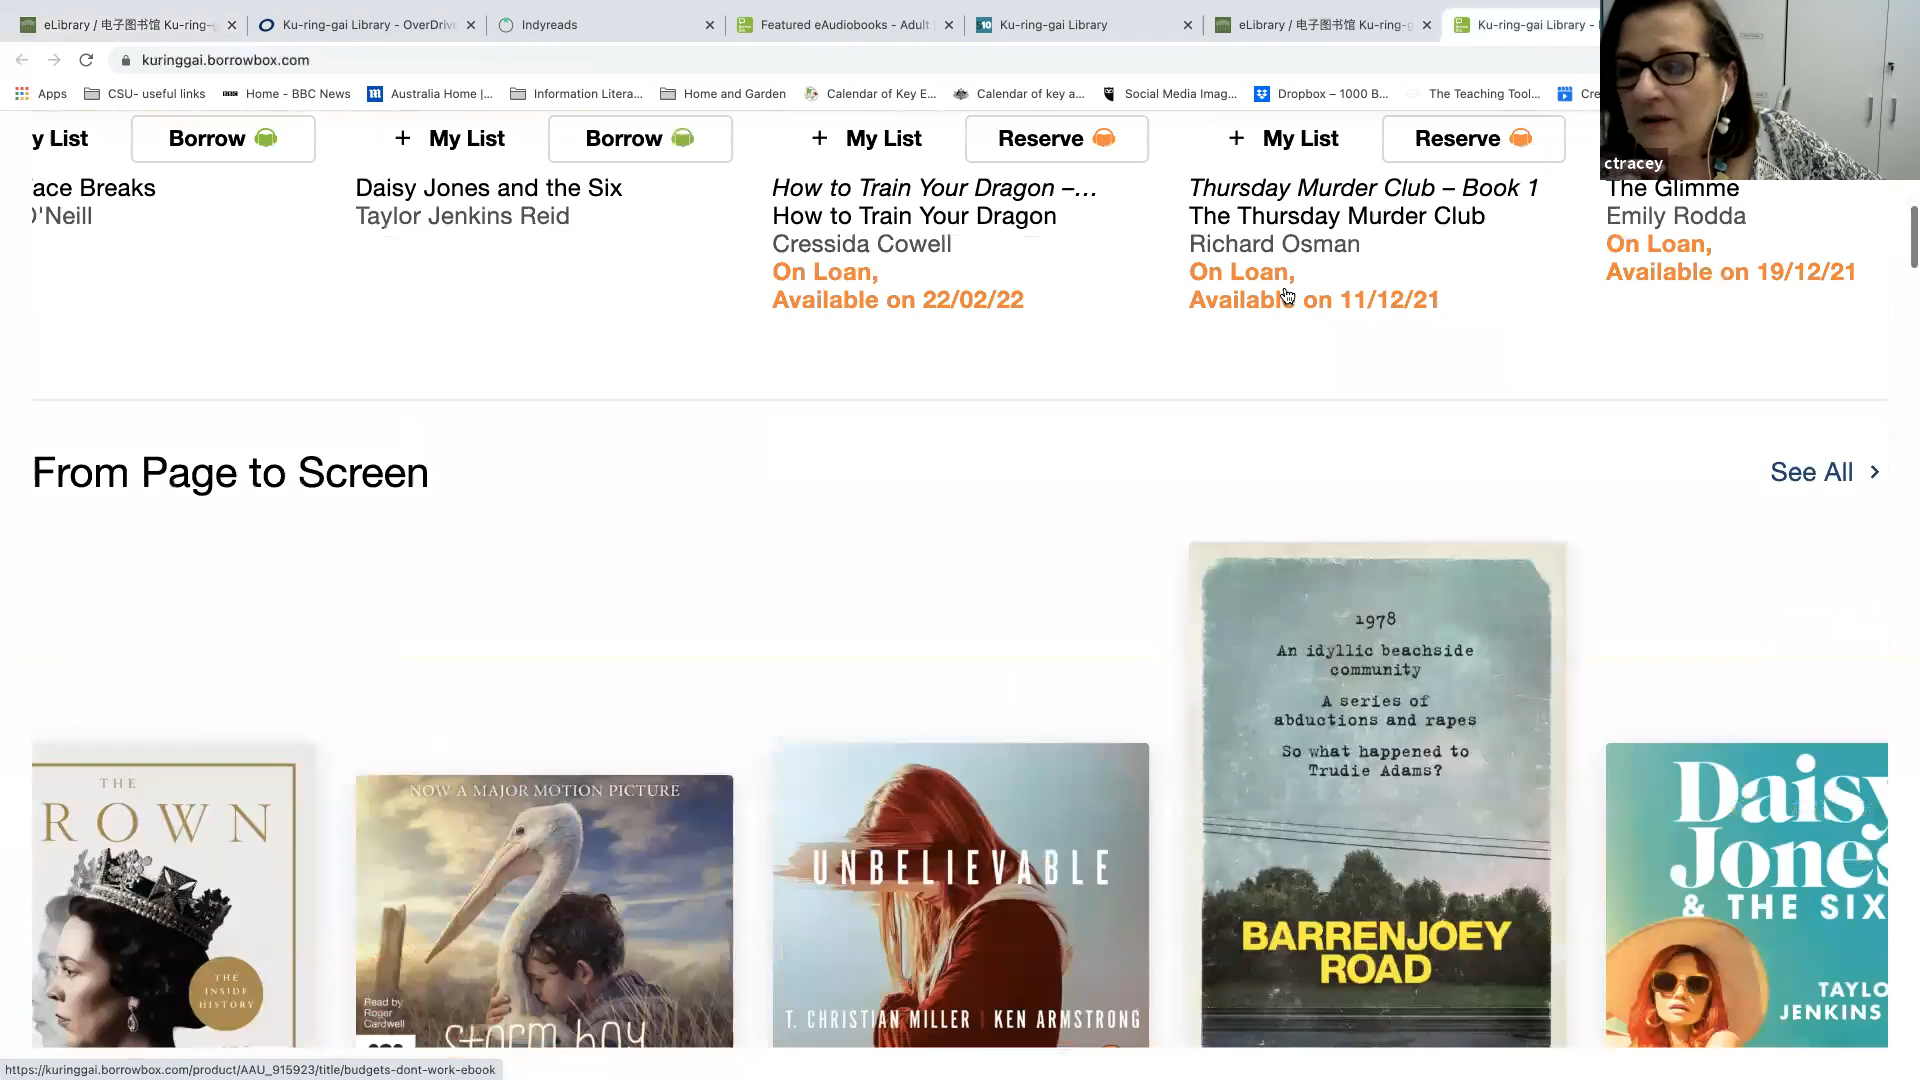 eLibrary / 电子图书馆 Ku-ring-g
Ku-ring-gai Library - OverDrive
Indyreads
Featured eAudiobooks - Adult
Ku-ring-gai Library
eLibrary / 电子图书馆 Ku-ring-g
Ku-ring-gai Library -
kuringgai.borrowbox.com
Apps
CSU- useful links
Home - BBC News
Australia Home |...
Information Litera...
Home and Garden
Calendar of Key E...
Calendar of key a...
Social Media Imag...
Dropbox – 1000 B...
The Teaching Tool...
Cre
ctracey
y List
Borrow
+ My List
Borrow
+ My List
Reserve
+ My List
Reserve
ace Breaks
O'Neill
Daisy Jones and the Six
Taylor Jenkins Reid
How to Train Your Dragon –...
How to Train Your Dragon
Cressida Cowell
On Loan,
Available on 22/02/22
Thursday Murder Club – Book 1
The Thursday Murder Club
Richard Osman
On Loan,
Available on 11/12/21
The Glimme
Emily Rodda
On Loan,
Available on 19/12/21
From Page to Screen
See All
THE
ROWN
THE
INSIDE
HISTORY
NOW A MAJOR MOTION PICTURE
Read by
Roger
Cardwell
storm boy
UNBELIEVABLE
T. CHRISTIAN MILLER | KEN ARMSTRONG
1978
An idyllic beachside
community
A series of
abductions and rapes
So what happened to
Trudie Adams?
BARRENJOEY
ROAD
Daisy
Jones
& THE SIX
TAYLO
JENKINS
https://kuringgai.borrowbox.com/product/AAU_915923/title/budgets-dont-work-ebook